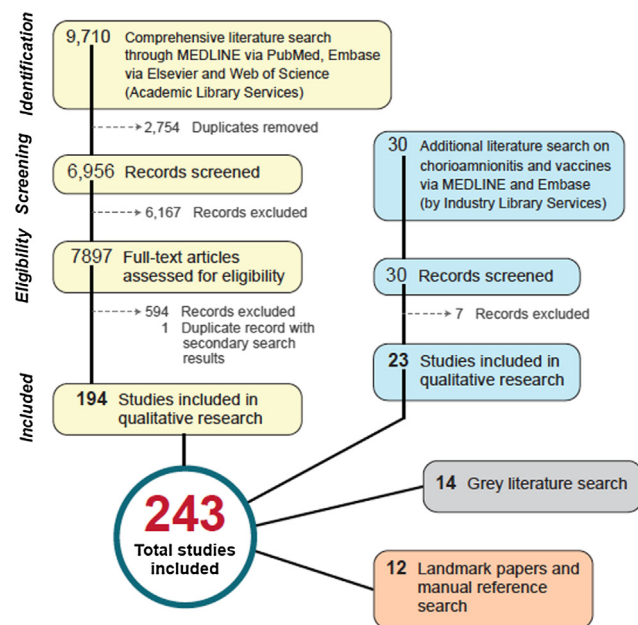 Identification
9,710 Comprehensive literature search
through MEDLINE via PubMed, Embase
via Elsevier and Web of Science
(Academic Library Services)
2,754 Duplicates removed
Screening
6,956 Records screened
6,167 Records excluded
Eligibility
7897 Full-text articles
assessed for eligibility
594 Records excluded
1 Duplicate record with
secondary search
results
Included
194 Studies included in
qualitative research
30 Additional literature search on
chorioamnionitis and vaccines
via MEDLINE and Embase
(by Industry Library Services)
30 Records screened
7 Records excluded
23 Studies included in
qualitative research
243
Total studies
included
14 Grey literature search
12 Landmark papers and
manual reference
search